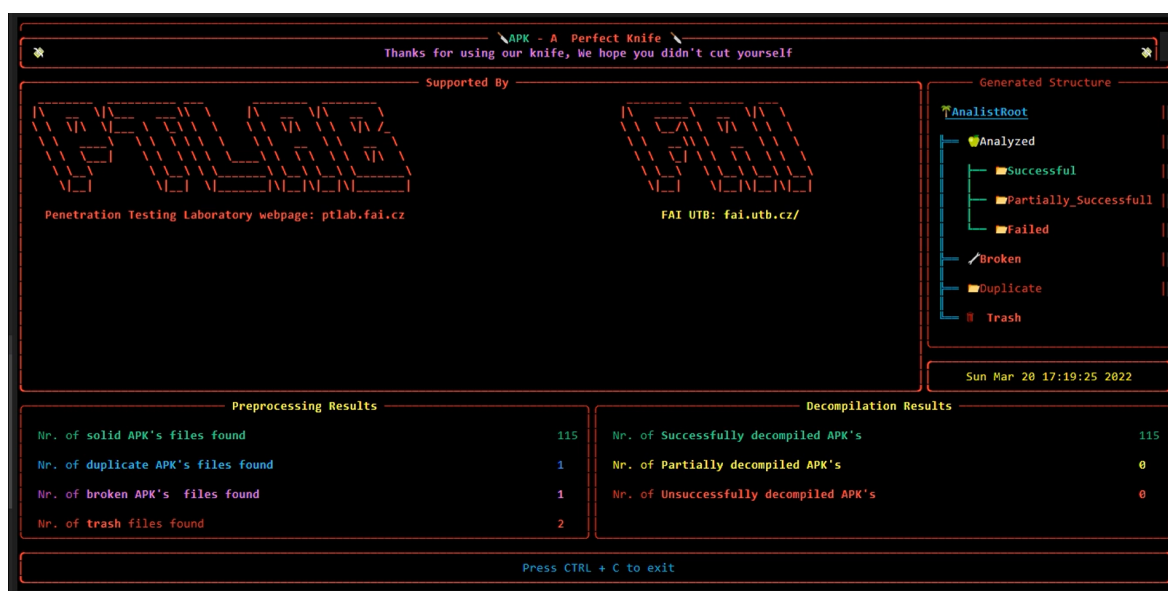 APK - A Perfect Knife
Thanks for using our knife, We hope you didn't cut yourself
Supported By
PTLAB
FAI
Penetration Testing Laboratory webpage: ptlab.fai.cz
FAI UTB: fai.utb.cz/
Generated Structure
AnalistRoot
Analyzed
Successful
Partially_Successfull
Failed
Broken
Duplicate
Trash
Sun Mar 20 17:19:25 2022
Preprocessing Results
Nr. of solid APK's files found 115
Nr. of duplicate APK's files found 1
Nr. of broken APK's files found 1
Nr. of trash files found 2
Decompilation Results
Nr. of Successfully decompiled APK's 115
Nr. of Partially decompiled APK's 0
Nr. of Unsuccessfully decompiled APK's 0
Press CTRL + C to exit